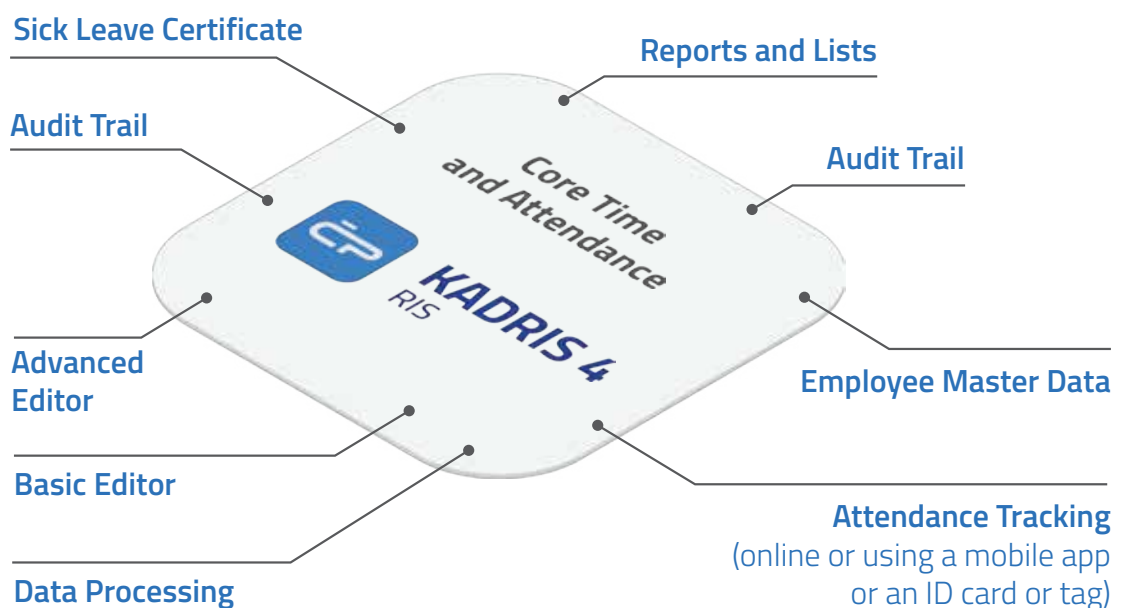 Sick Leave Certificate
Reports and Lists
Audit Trail
Audit Trail
Core Time
and Attendance
KADRIS 4
RIS
Advanced
Editor
Employee Master Data
Basic Editor
Attendance Tracking
(online or using a mobile app
or an ID card or tag)
Data Processing